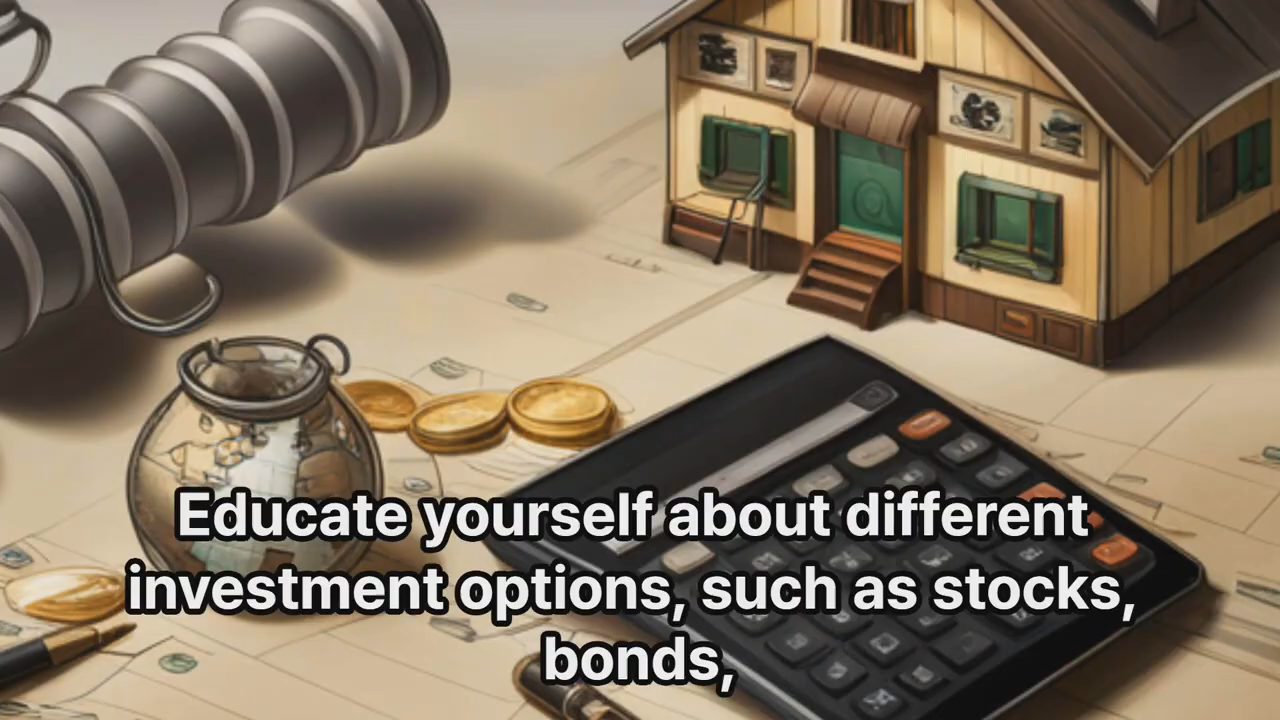 Educate yourself about different
investment options, such as stocks,
bonds,